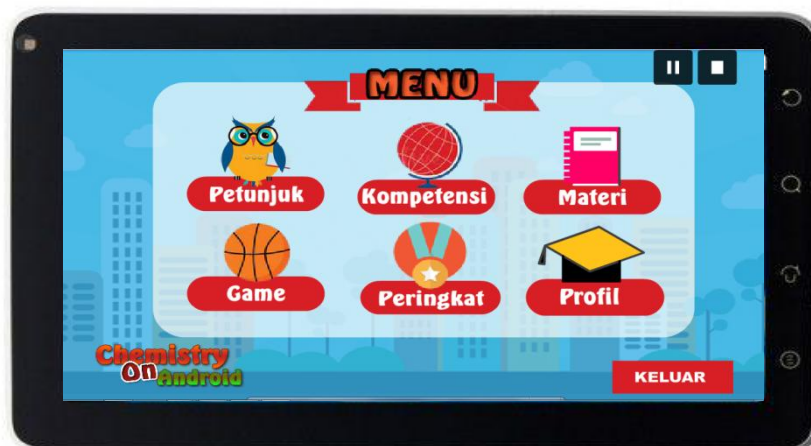 MENU
Petunjuk
Kompetensi
Materi
Game
Peringkat
Profil
Chemistry
On Android
KELUAR